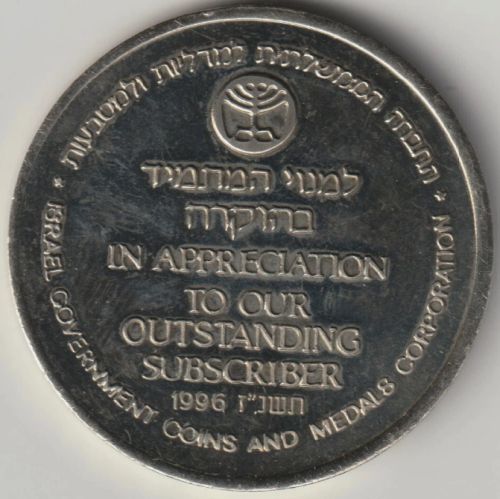 החברה הממשלתית למדליות ולמטבעות
למנוי המתמיד
בהוקרה
IN APPRECIATION
TO OUR
OUTSTANDING
SUBSCRIBER
1996 תשנ"ז
* ISRAEL GOVERNMENT COINS AND MEDALS CORPORATION *